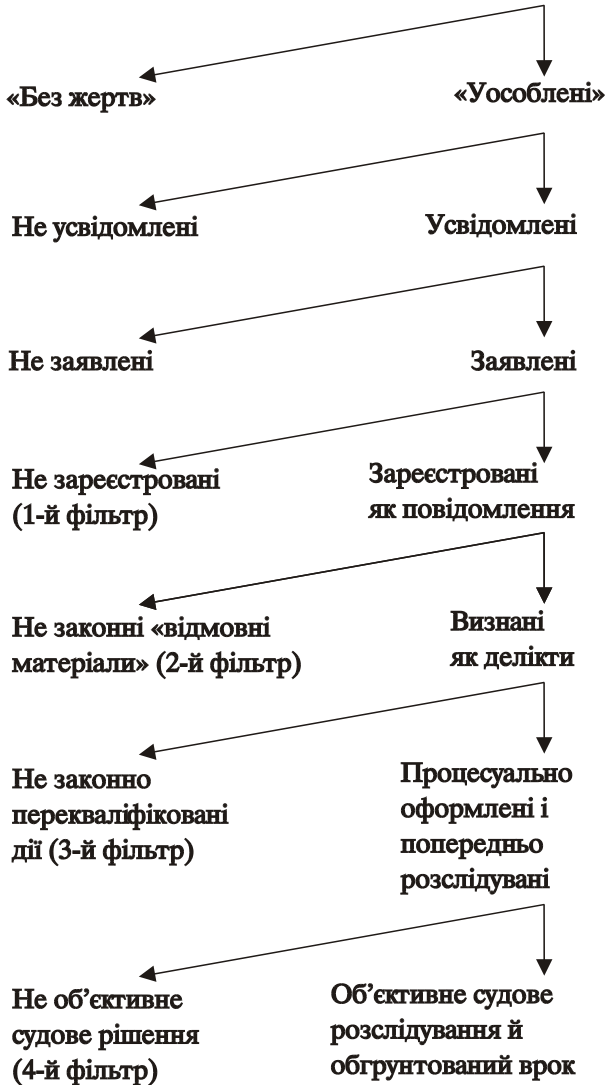 «Без жертв»
«Уособлені»
Не усвідомлені
Усвідомлені
Не заявлені
Заявлені
Не зареєстровані
(1-й фільтр)
Зареєстровані
як повідомлення
Не законні «відмовні
матеріали» (2-й фільтр)
Визнані
як делікти
Не законно
перекваліфіковані
дії (3-й фільтр)
Процесуально
оформлені і
попередньо
розслідувані
Не об’єктивне
судове рішення
(4-й фільтр)
Об’єктивне судове
розслідування й
обгрунтований врок